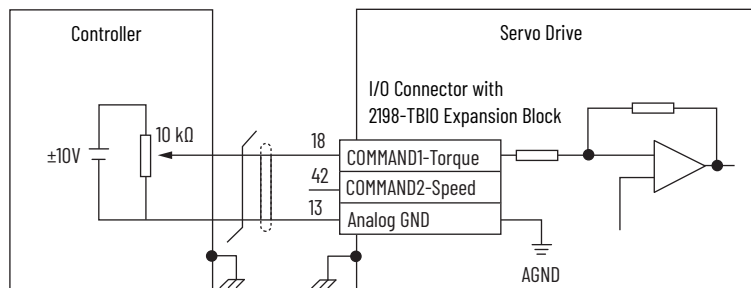 Controller
Servo Drive
I/O Connector with
2198-TBIO Expansion Block
10 kΩ
±10V
18
COMMAND1-Torque
42
COMMAND2-Speed
13
Analog GND
AGND